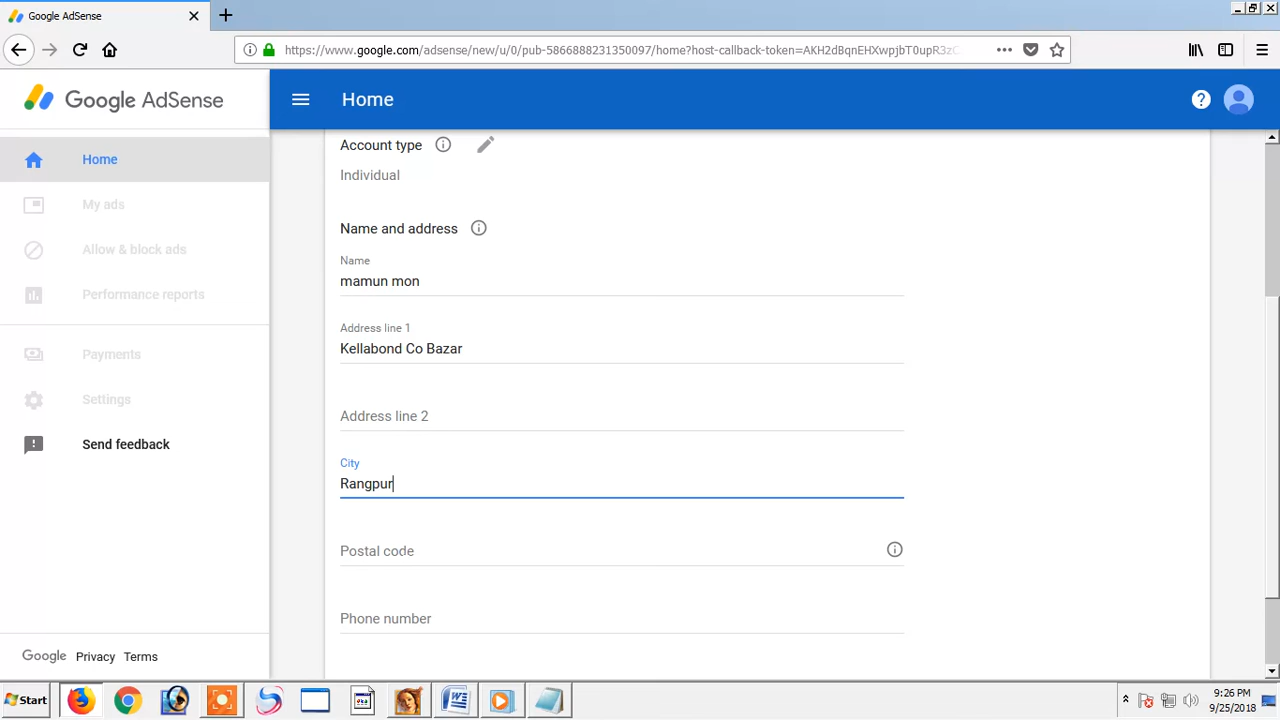 Google AdSense
https://www.google.com/adsense/new/u/0/pub-5866888231350097/home?host-callback-token=AKH2dBqnEHXwpjbT0upR3zC
Google AdSense
Home
Home
My ads
Allow & block ads
Performance reports
Payments
Settings
Send feedback
Account type
Individual
Name and address
Name
mamun mon
Address line 1
Kellabond Co Bazar
Address line 2
City
Rangpur
Postal code
Phone number
Google Privacy Terms
Start
9:26 PM
9/25/2018